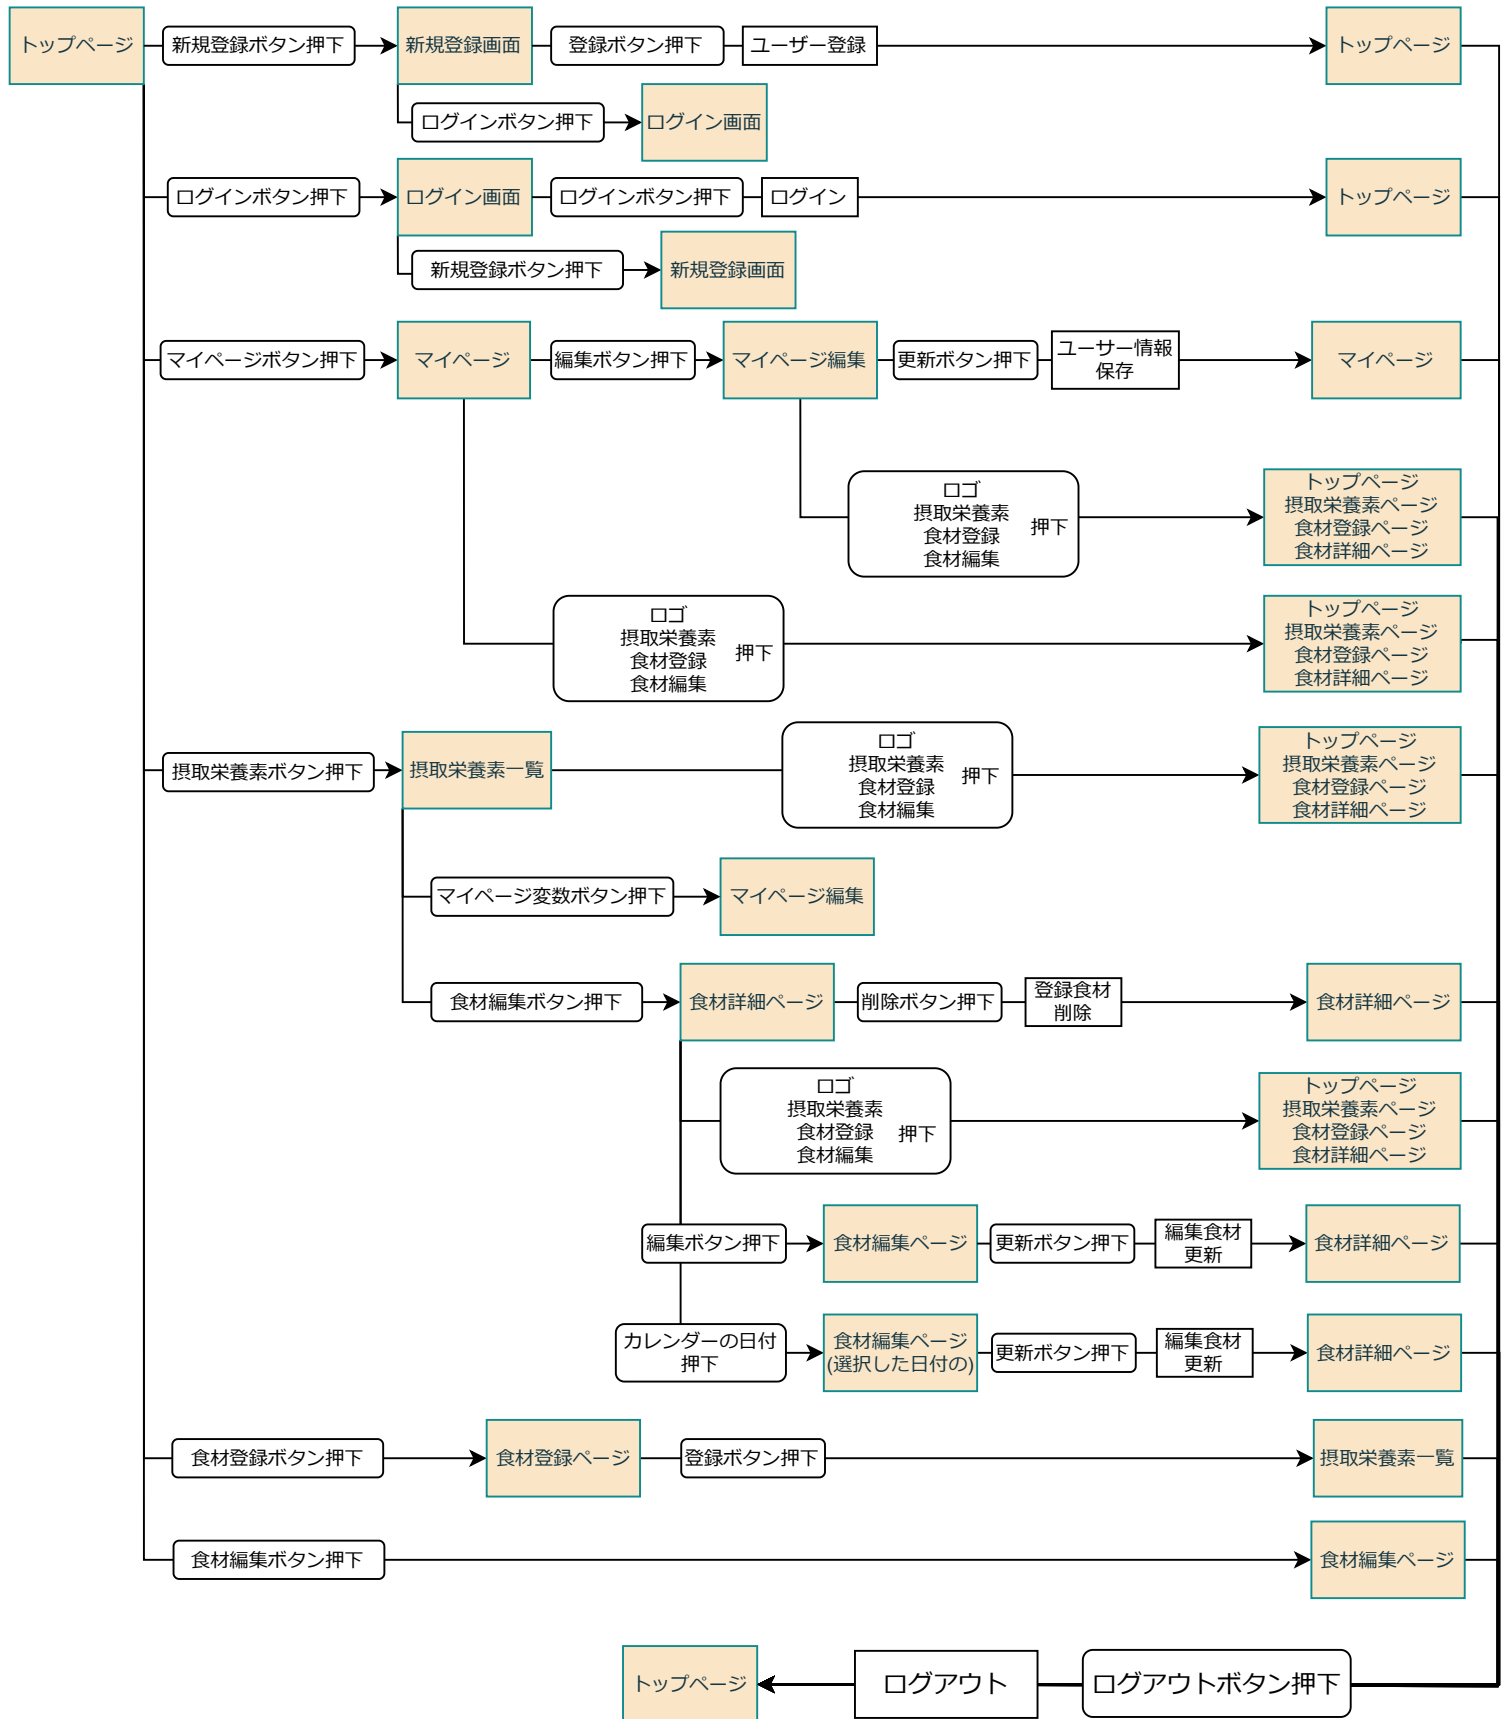 トップページ
新規登録ボタン押下
新規登録画面
登録ボタン押下
ユーザー登録
トップページ
ログインボタン押下
ログイン画面
ログインボタン押下
ログイン画面
ログインボタン押下
ログイン
トップページ
新規登録ボタン押下
新規登録画面
マイページボタン押下
マイページ
編集ボタン押下
マイページ編集
更新ボタン押下
ユーサー情報
保存
マイページ
ロゴ
摂取栄養素
食材登録
食材編集
押下
トップページ
摂取栄養素ページ
食材登録ページ
食材詳細ページ
ロゴ
摂取栄養素
食材登録
食材編集
押下
トップページ
摂取栄養素ページ
食材登録ページ
食材詳細ページ
摂取栄養素ボタン押下
摂取栄養素一覧
ロゴ
摂取栄養素
食材登録
食材編集
押下
トップページ
摂取栄養素ページ
食材登録ページ
食材詳細ページ
マイページ変数ボタン押下
マイページ編集
食材編集ボタン押下
食材詳細ページ
削除ボタン押下
登録食材
削除
食材詳細ページ
ロゴ
摂取栄養素
食材登録
食材編集
押下
トップページ
摂取栄養素ページ
食材登録ページ
食材詳細ページ
編集ボタン押下
食材編集ページ
更新ボタン押下
編集食材
更新
食材詳細ページ
カレンダーの日付
押下
食材編集ページ
(選択した日付の)
更新ボタン押下
編集食材
更新
食材詳細ページ
食材登録ボタン押下
食材登録ページ
登録ボタン押下
摂取栄養素一覧
食材編集ボタン押下
食材編集ページ
トップページ
ログアウト
ログアウトボタン押下